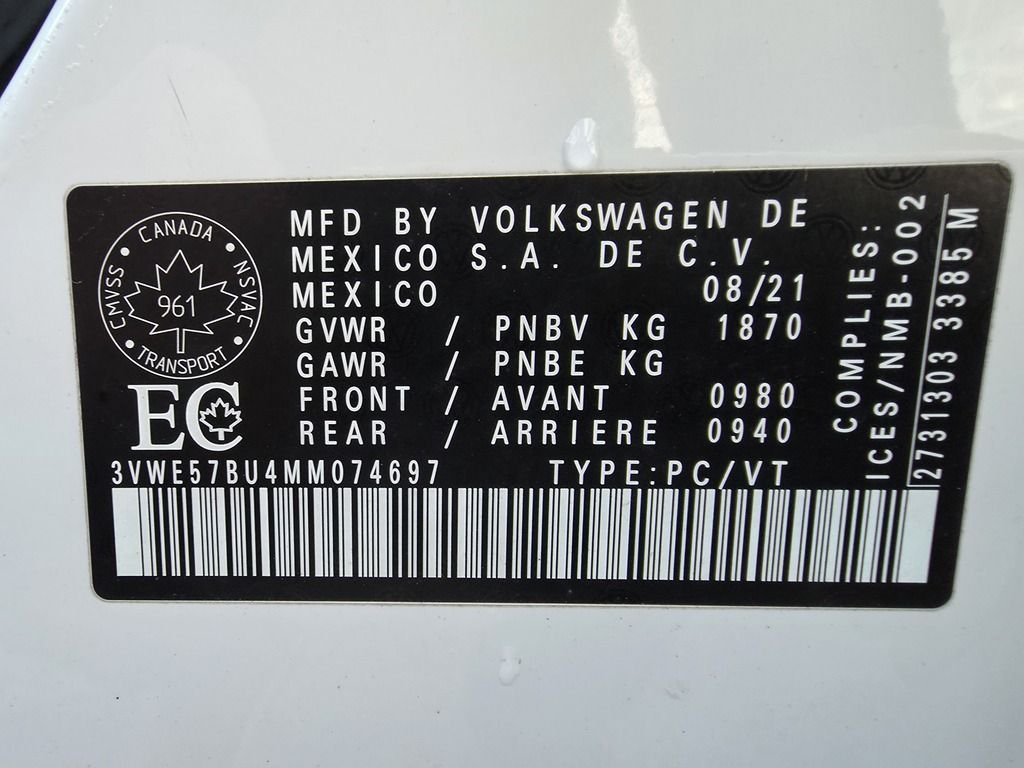 CANADA
CMVSS
NSVAC
961
TRANSPORT
EC
MFD BY VOLKSWAGEN DE
MEXICO S.A. DE C.V.
MEXICO 08/21
GVWR / PNBV KG 1870
GAWR / PNBE KG
FRONT / AVANT 0980
REAR / ARRIERE 0940
3VWE57BU4MM074697 TYPE:PC/VT
COMPLIES:
ICES/NMB-002
2731303 3385 M